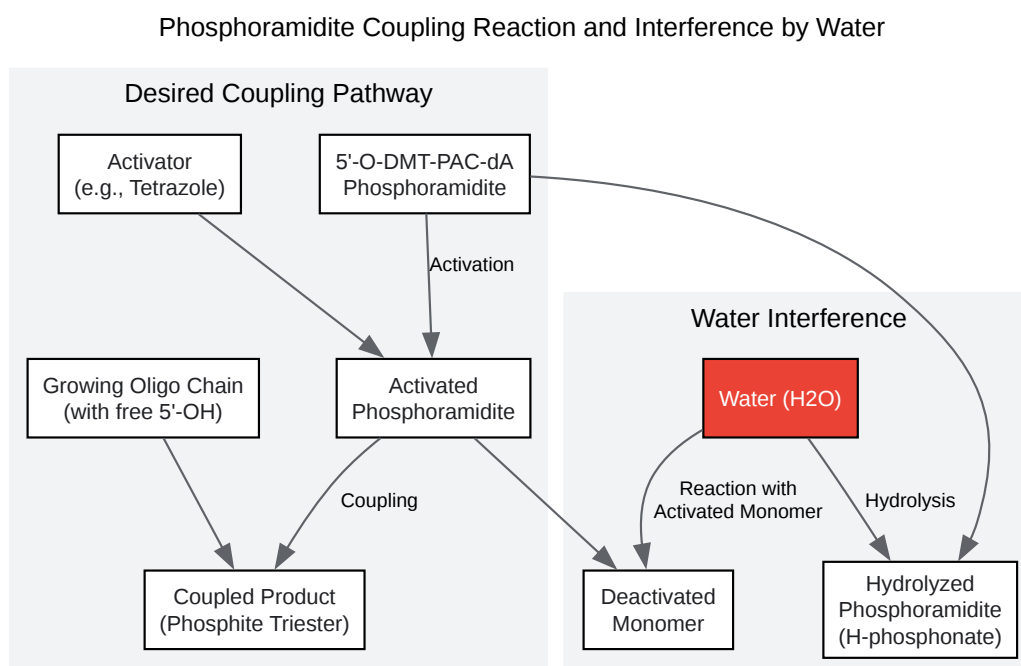 Phosphoramidite Coupling Reaction and Interference by Water
Desired Coupling Pathway
Activator
(e.g., Tetrazole)
5'-O-DMT-PAC-dA
Phosphoramidite
Activation
Water Interference
Growing Oligo Chain
(with free 5'-OH)
Activated
Phosphoramidite
Water (H2O)
Coupling
Reaction with
Activated Monomer
Hydrolysis
Coupled Product
(Phosphite Triester)
Deactivated
Monomer
Hydrolyzed
Phosphoramidite
(H-phosphonate)